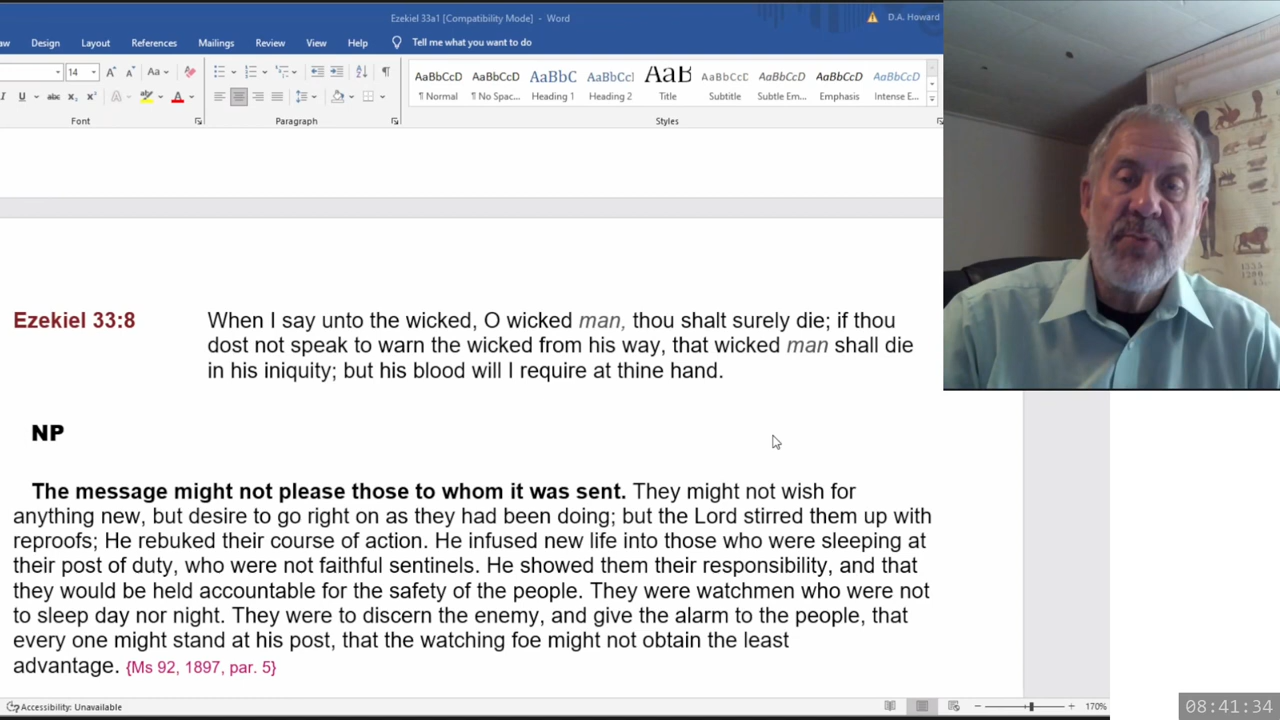 Ezekiel 33a1 [Compatibility Mode] - Word
D.A. Howard
aw Design Layout References Mailings Review View Help Tell me what you want to do
14 Aa
AaBbCcD AaBbCcD AaBbC AaBbCcI AaB AaBbCcC AaBbCcD AaBbCcD AaBbCcD
I U abc x₂ x² A A
¶ Normal ¶ No Spac... Heading 1 Heading 2 Title Subtitle Subtle Em... Emphasis Intense E...
Font Paragraph Styles
1335
1290
Ezekiel 33:8 When I say unto the wicked, O wicked man, thou shalt surely die; if thou
dost not speak to warn the wicked from his way, that wicked man shall die
in his iniquity; but his blood will I require at thine hand.
NP
The message might not please those to whom it was sent. They might not wish for
anything new, but desire to go right on as they had been doing; but the Lord stirred them up with
reproofs; He rebuked their course of action. He infused new life into those who were sleeping at
their post of duty, who were not faithful sentinels. He showed them their responsibility, and that
they would be held accountable for the safety of the people. They were watchmen who were not
to sleep day nor night. They were to discern the enemy, and give the alarm to the people, that
every one might stand at his post, that the watching foe might not obtain the least
advantage. {Ms 92, 1897, par. 5}
Accessibility: Unavailable
170%
08:41:34